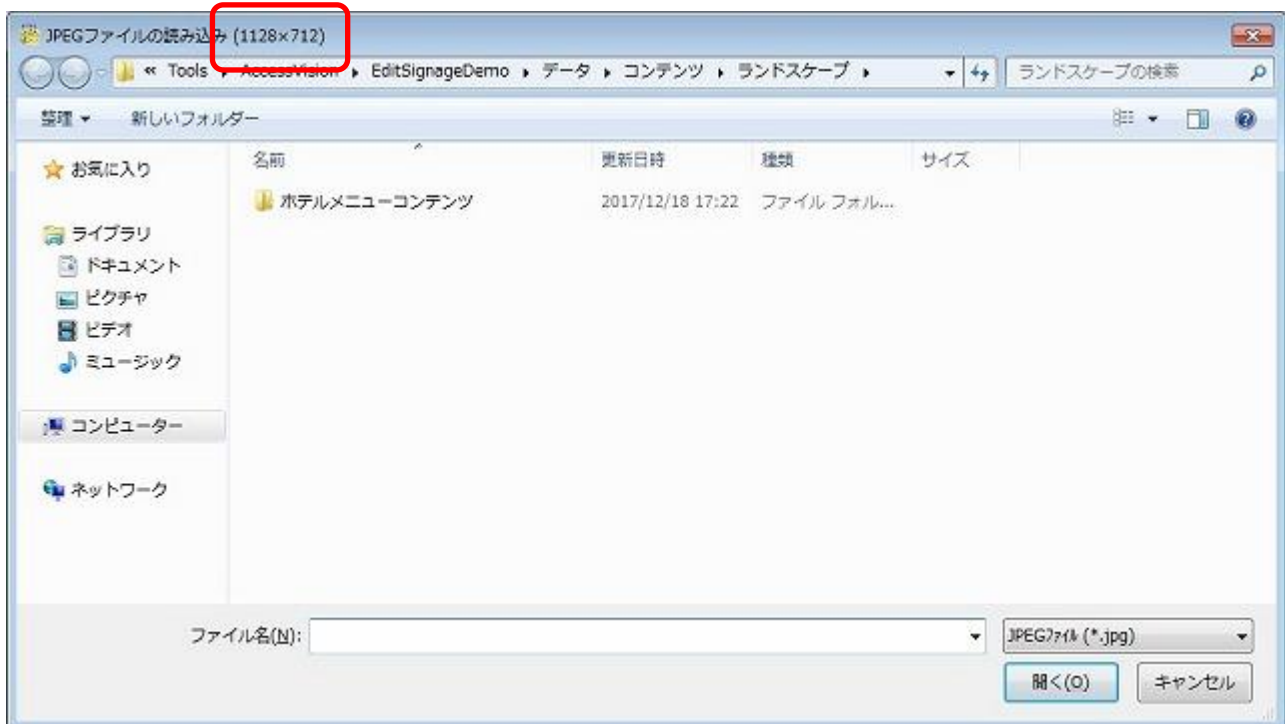 JPEGファイルの読み込み (1128×712)
« Tools ▸ AccessVision ▸ EditSignageDemo ▸ データ ▸ コンテンツ ▸ ランドスケープ ▸ ランドスケープの検索
整理 新しいフォルダー
名前 更新日時 種類 サイズ
お気に入り
ホテルメニューコンテンツ 2017/12/18 17:22 ファイル フォル...
ライブラリ
ドキュメント
ピクチャ
ビデオ
ミュージック
コンピューター
ネットワーク
ファイル名(N): JPEGファイル (*.jpg)
開く(O) キャンセル